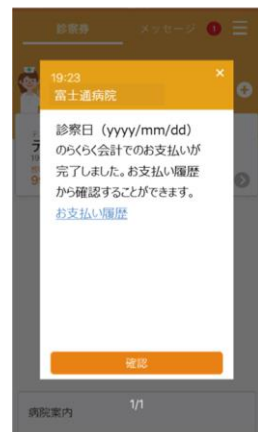 診察券 メッセージ 1
19:23
富士通病院
診察日（yyyy/mm/dd）
のらくらく会計でのお支払いが
完了しました。お支払い履歴
から確認することができます。
お支払い履歴
確認
1/1
病院案内